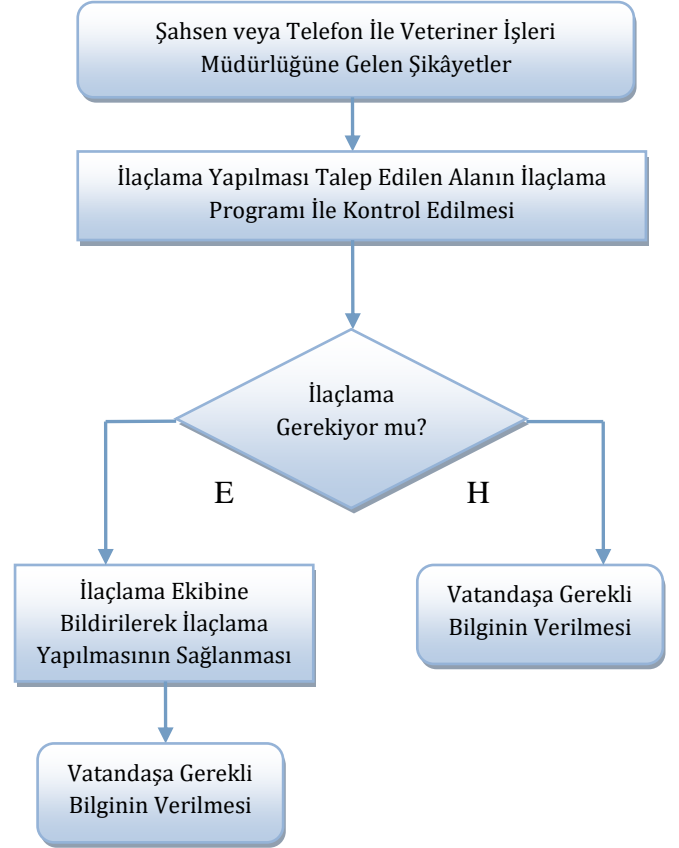 Şahsen veya Telefon İle Veteriner İşleri
Müdürlüğüne Gelen Şikâyetler
İlaçlama Yapılması Talep Edilen Alanın İlaçlama
Programı İle Kontrol Edilmesi
İlaçlama
Gerekiyor mu?
E
H
İlaçlama Ekibine
Bildirilerek İlaçlama
Yapılmasının Sağlanması
Vatandaşa Gerekli
Bilginin Verilmesi
Vatandaşa Gerekli
Bilginin Verilmesi